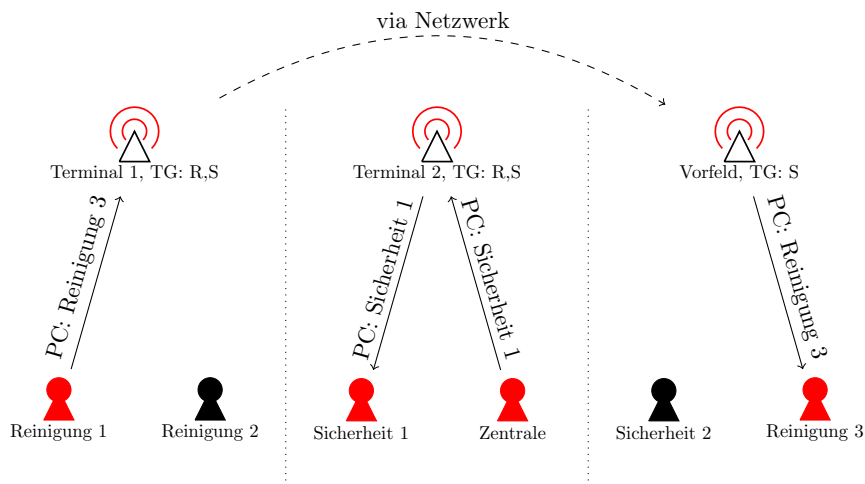 via Netzwerk
Terminal 1, TG: R,S
Terminal 2, TG: R,S
Vorfeld, TG: S
PC: Reinigung 3
PC: Sicherheit 1
PC: Sicherheit 1
PC: Reinigung 3
Reinigung 1
Reinigung 2
Sicherheit 1
Zentrale
Sicherheit 2
Reinigung 3